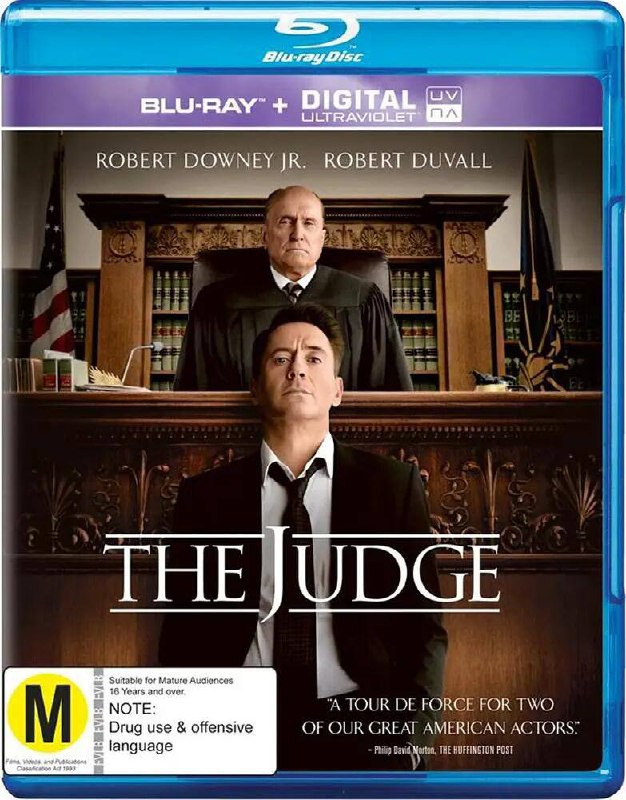 Blu-ray Disc
BLU-RAY™ + DIGITAL ULTRAVIOLET UV
ROBERT DOWNEY JR. ROBERT DUVALL
THE JUDGE
M
Suitable for Mature Audiences
16 Years and over.
NOTE:
Drug use & offensive
language
Films, Videos, and Publications
Classification Act 1993
"A TOUR DE FORCE FOR TWO
OF OUR GREAT AMERICAN ACTORS."
– Philip David Morton, THE HUFFINGTON POST